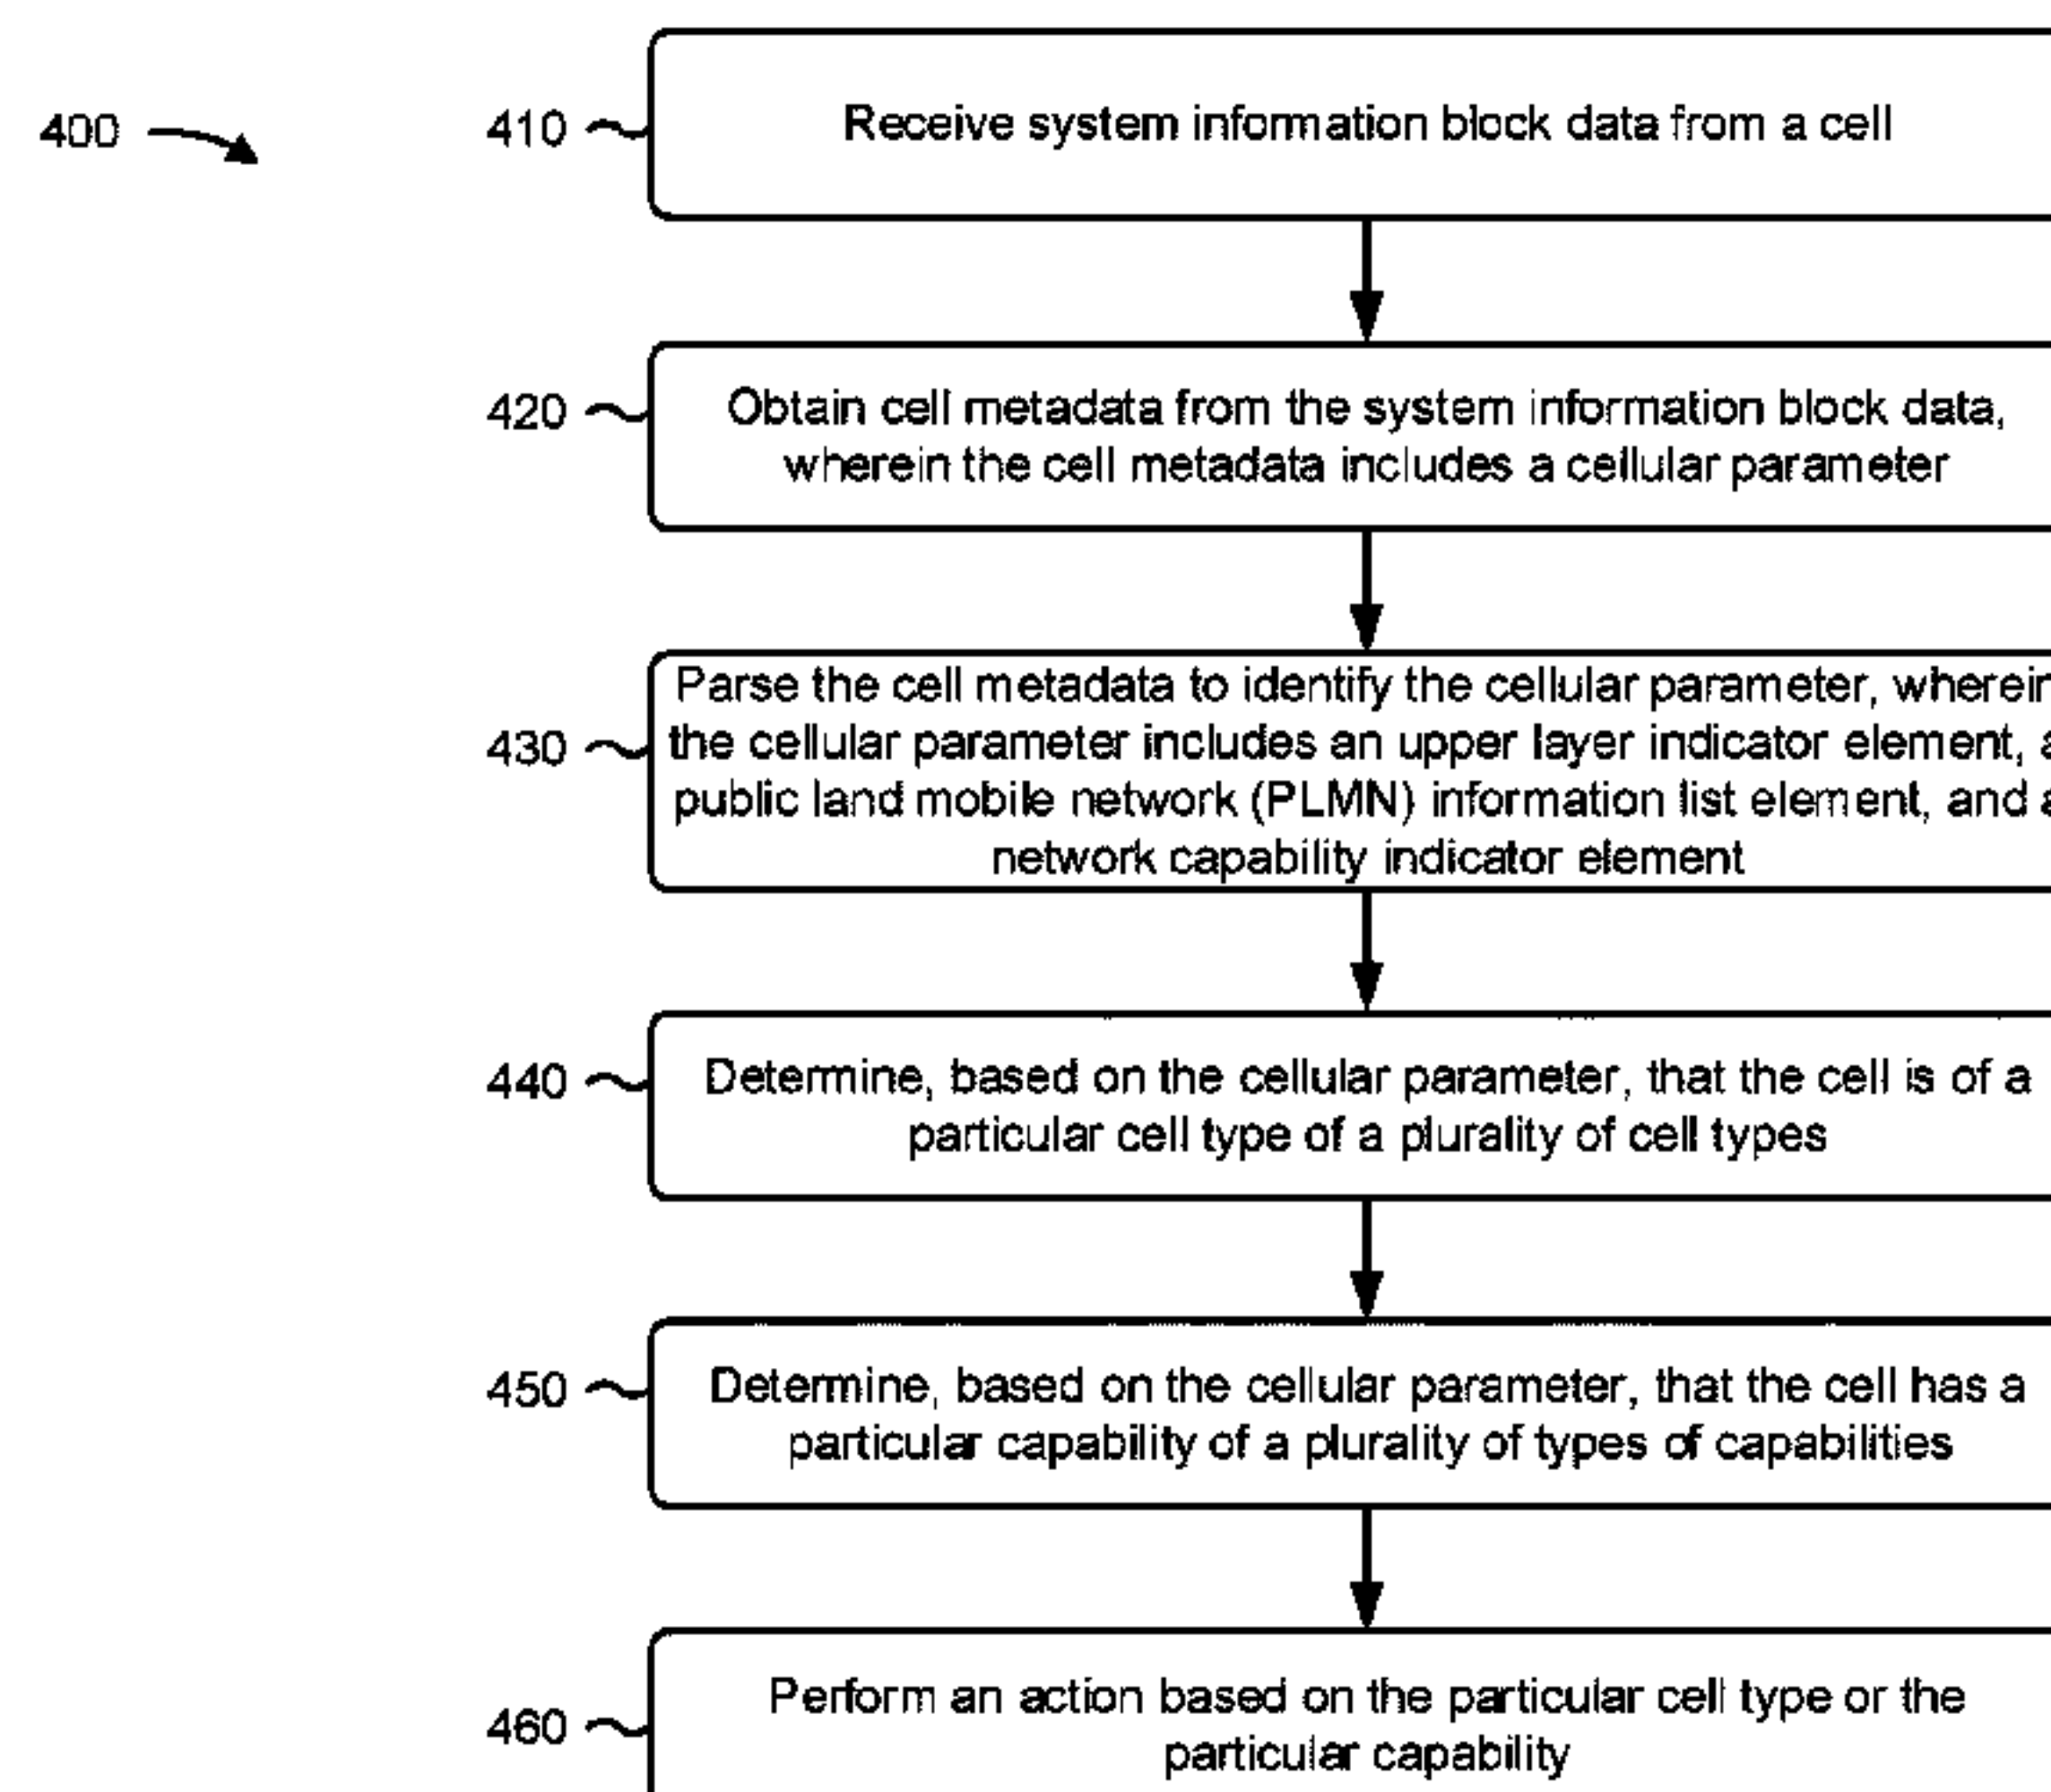 400
410
Receive system information block data from a cell
420
Obtain cell metadata from the system information block data,
wherein the cell metadata includes a cellular parameter
430
Parse the cell metadata to identify the cellular parameter, wherein
the cellular parameter includes an upper layer indicator element, a
public land mobile network (PLMN) information list element, and a
network capability indicator element
440
Determine, based on the cellular parameter, that the cell is of a
particular cell type of a plurality of cell types
450
Determine, based on the cellular parameter, that the cell has a
particular capability of a plurality of types of capabilities
460
Perform an action based on the particular cell type or the
particular capability